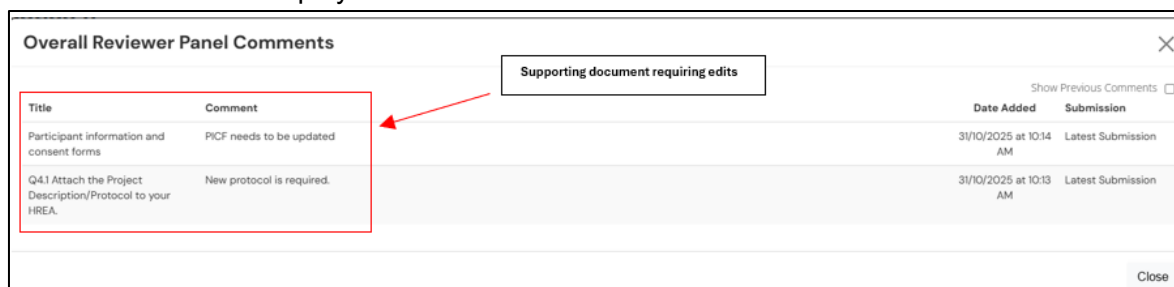 Overall Reviewer Panel Comments
Supporting document requiring edits
Show Previous Comments
Title Comment Date Added Submission
Participant information and PICF needs to be updated 31/10/2025 at 10:14 Latest Submission
consent forms AM
Q4.1 Attach the Project New protocol is required. 31/10/2025 at 10:13 Latest Submission
Description/Protocol to your AM
HREA.
Close